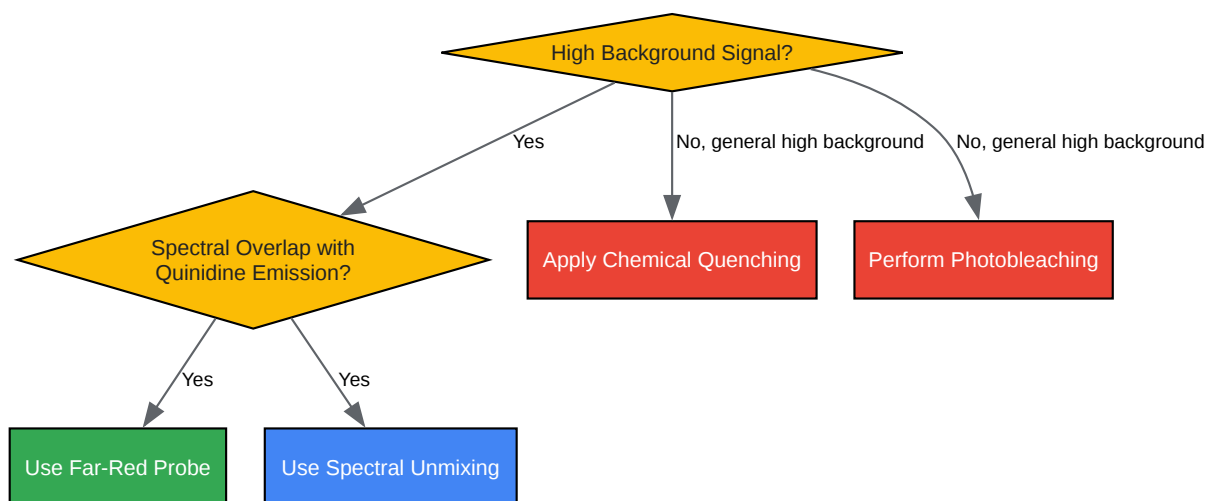 High Background Signal?
Yes
No, general high background
No, general high background
Spectral Overlap with
Quinidine Emission?
Apply Chemical Quenching
Perform Photobleaching
Yes
Yes
Use Far-Red Probe
Use Spectral Unmixing